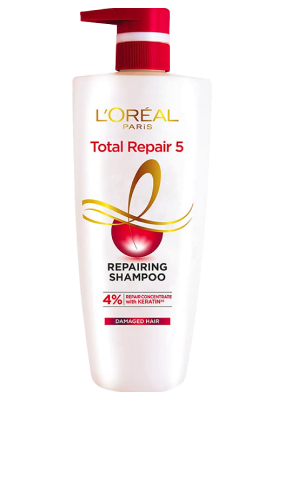 L'ORÉAL
PARIS
Total Repair 5
REPAIRING
SHAMPOO
4% REPAIR CONCENTRATE
with KERATIN
DAMAGED HAIR